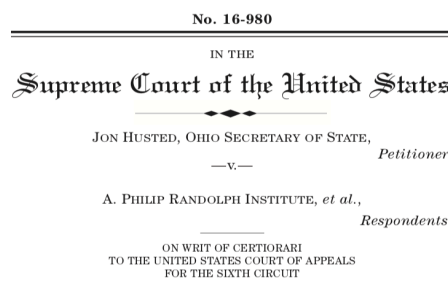 No. 16-980
IN THE
Supreme Court of the United States
JON HUSTED, OHIO SECRETARY OF STATE,
Petitioner
—v.—
A. PHILIP RANDOLPH INSTITUTE, et al.,
Respondents
ON WRIT OF CERTIORARI
TO THE UNITED STATES COURT OF APPEALS
FOR THE SIXTH CIRCUIT